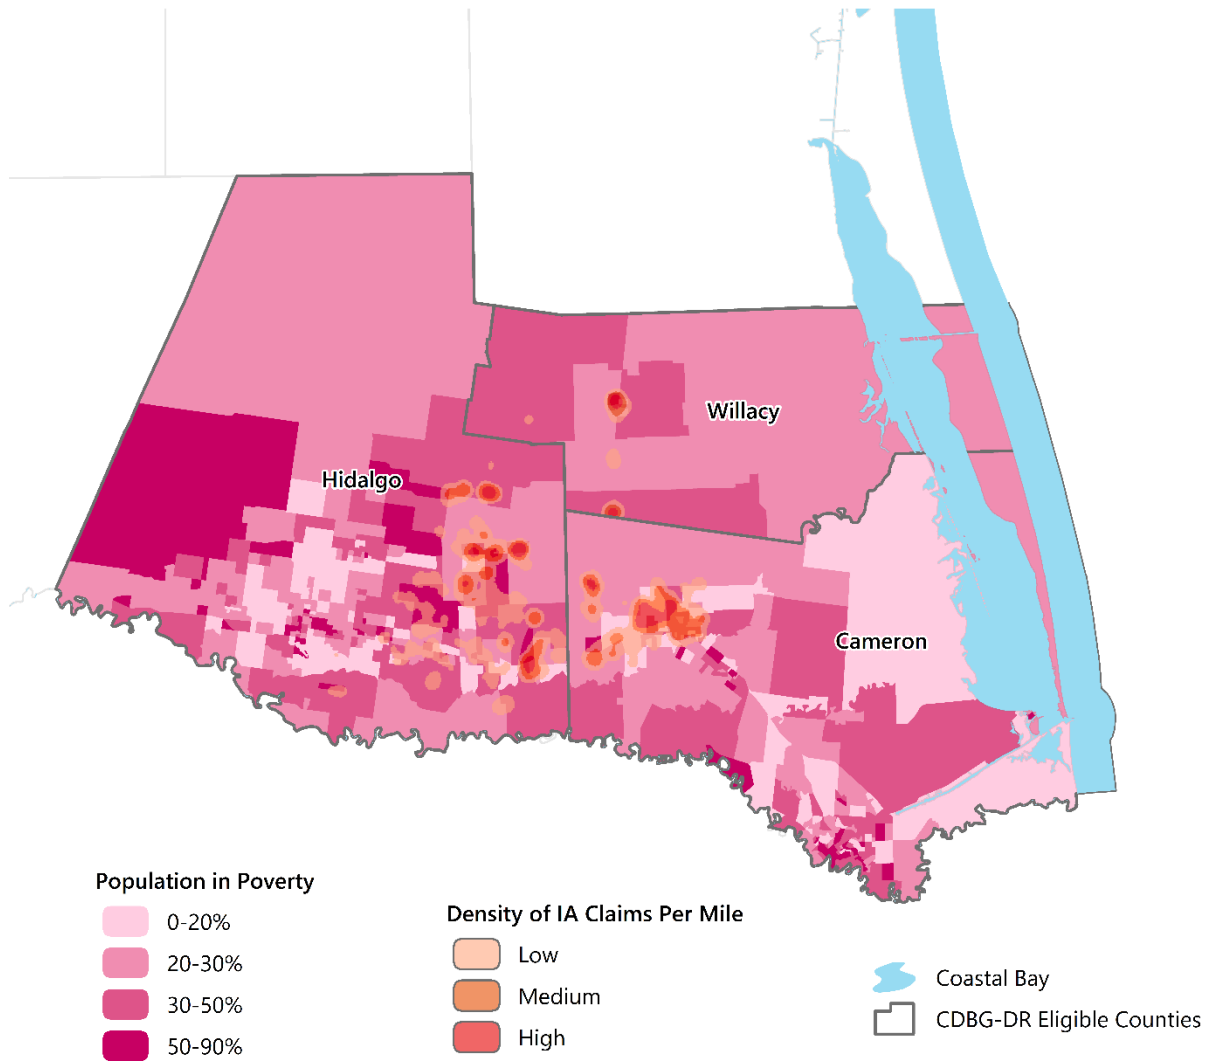 Willacy
Hidalgo
Cameron
Population in Poverty
0-20%
20-30%
30-50%
50-90%
Density of IA Claims Per Mile
Low
Medium
High
Coastal Bay
CDBG-DR Eligible Counties